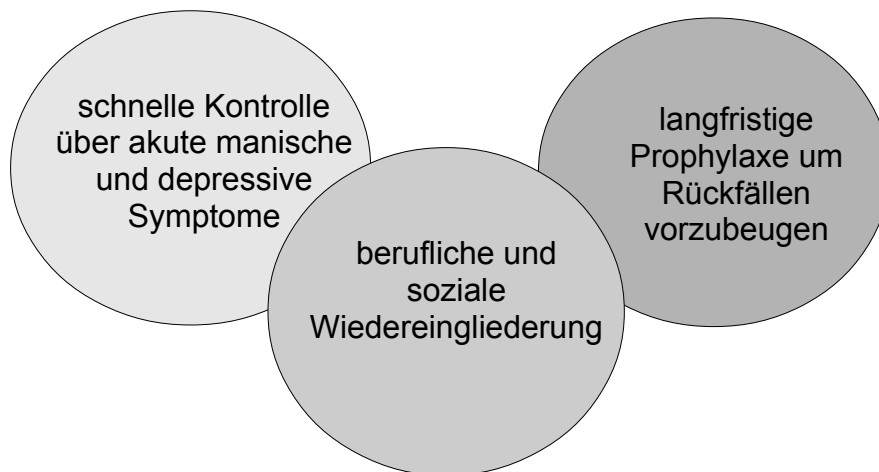 schnelle Kontrolle
über akute manische
und depressive
Symptome
berufliche und
soziale
Wiedereingliederung
langfristige
Prophylaxe um
Rückfällen
vorzubeugen